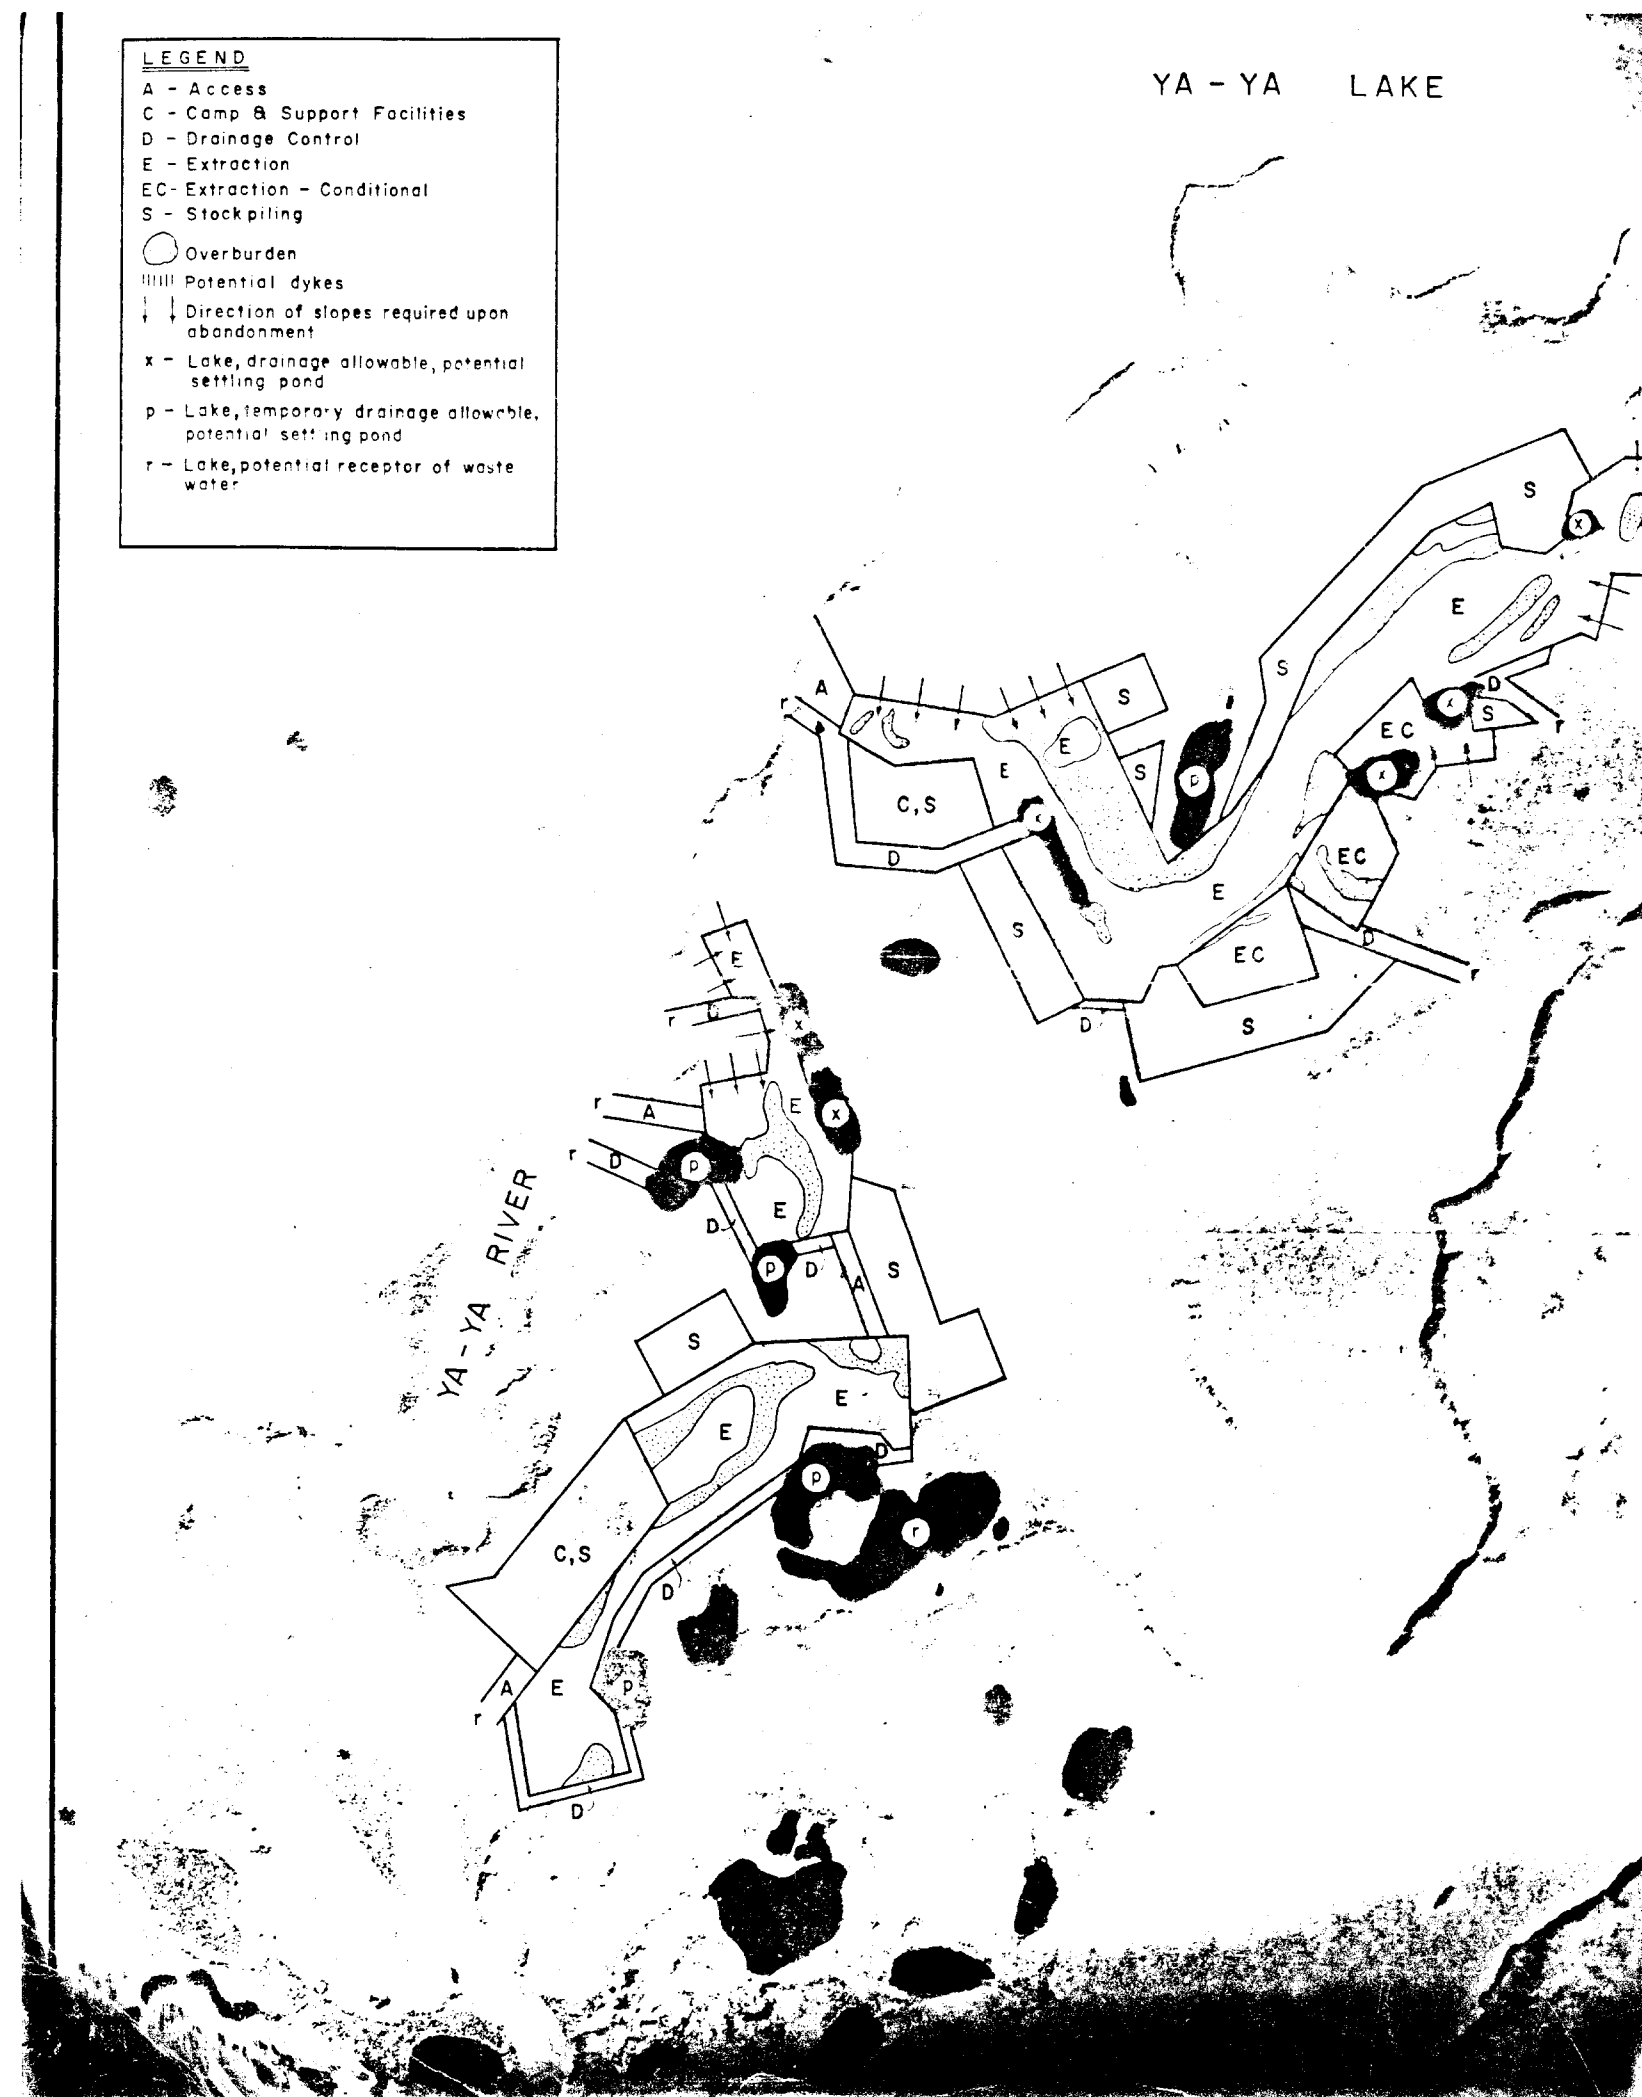 LEGEND
A - Access
C - Camp & Support Facilities
D - Drainage Control
E - Extraction
EC- Extraction - Conditional
S - Stockpiling
Overburden
Potential dykes
Direction of slopes required upon
abandonment
x - Lake, drainage allowable, potential
settling pond
p - Lake, temporary drainage allowable,
potential settling pond
r - Lake, potential receptor of waste
water
YA-YA LAKE
S
x
E
S
A
r
S
D
x
S
r
EC
E
E
S
p
x
C,S
D
EC
E
S
D
EC
r
E
r
x
D
S
r
A
E
x
r
D
p
E
D
p
D
A
S
YA-YA RIVER
S
E
E
D
p
r
C,S
D
A
E
p
r
D